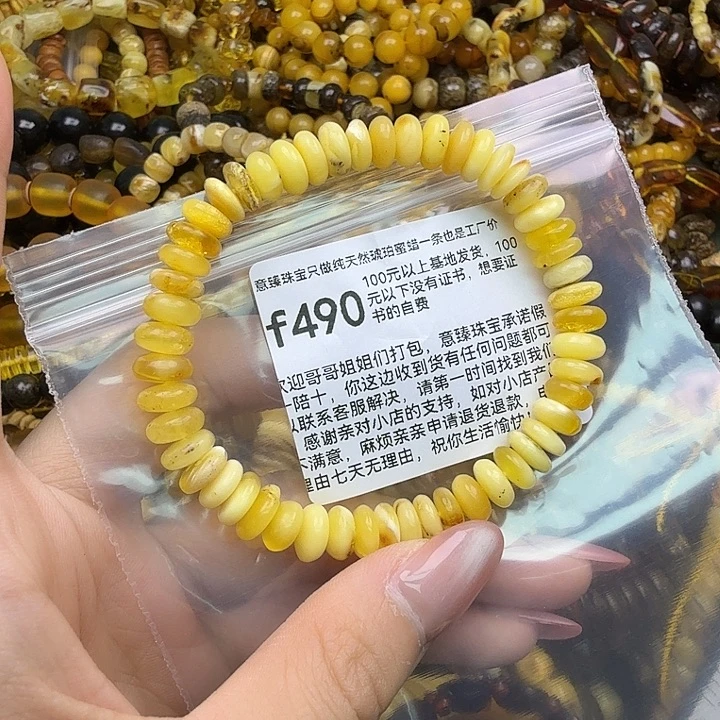 意臻珠宝只做纯天然琥珀蜜蜡一条也是工厂价
f490
100元以上基地发货，100
元以下没有证书，想要证
书的自费
欢迎哥哥姐姐们打包，意臻珠宝承诺假
赔十，你这边收到货有任何问题都可
以联系客服解决，请第一时间找到我们
感谢亲对小店的支持，如对小店产
不满意，麻烦亲亲申请退货退款，
理由七天无理由，祝你生活愉快